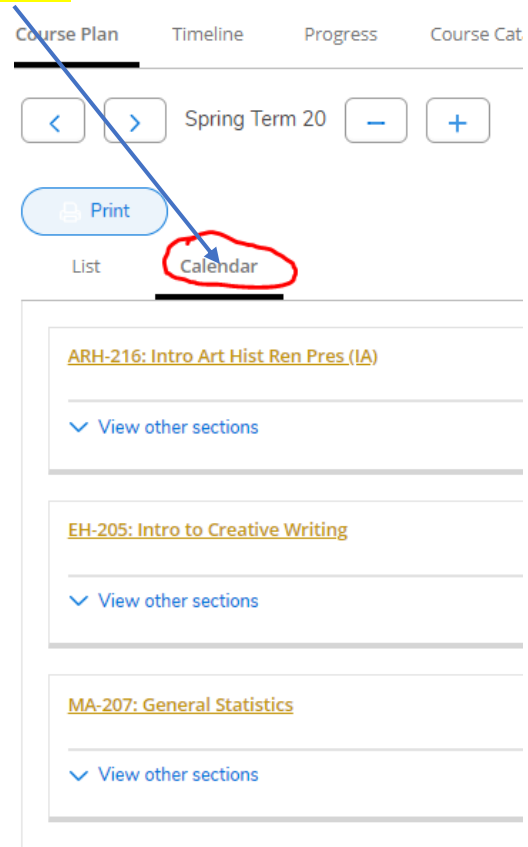 Course Plan Timeline Progress Course Cat
Spring Term 20
Print
List Calendar
ARH-216: Intro Art Hist Ren Pres (IA)
View other sections
EH-205: Intro to Creative Writing
View other sections
MA-207: General Statistics
View other sections